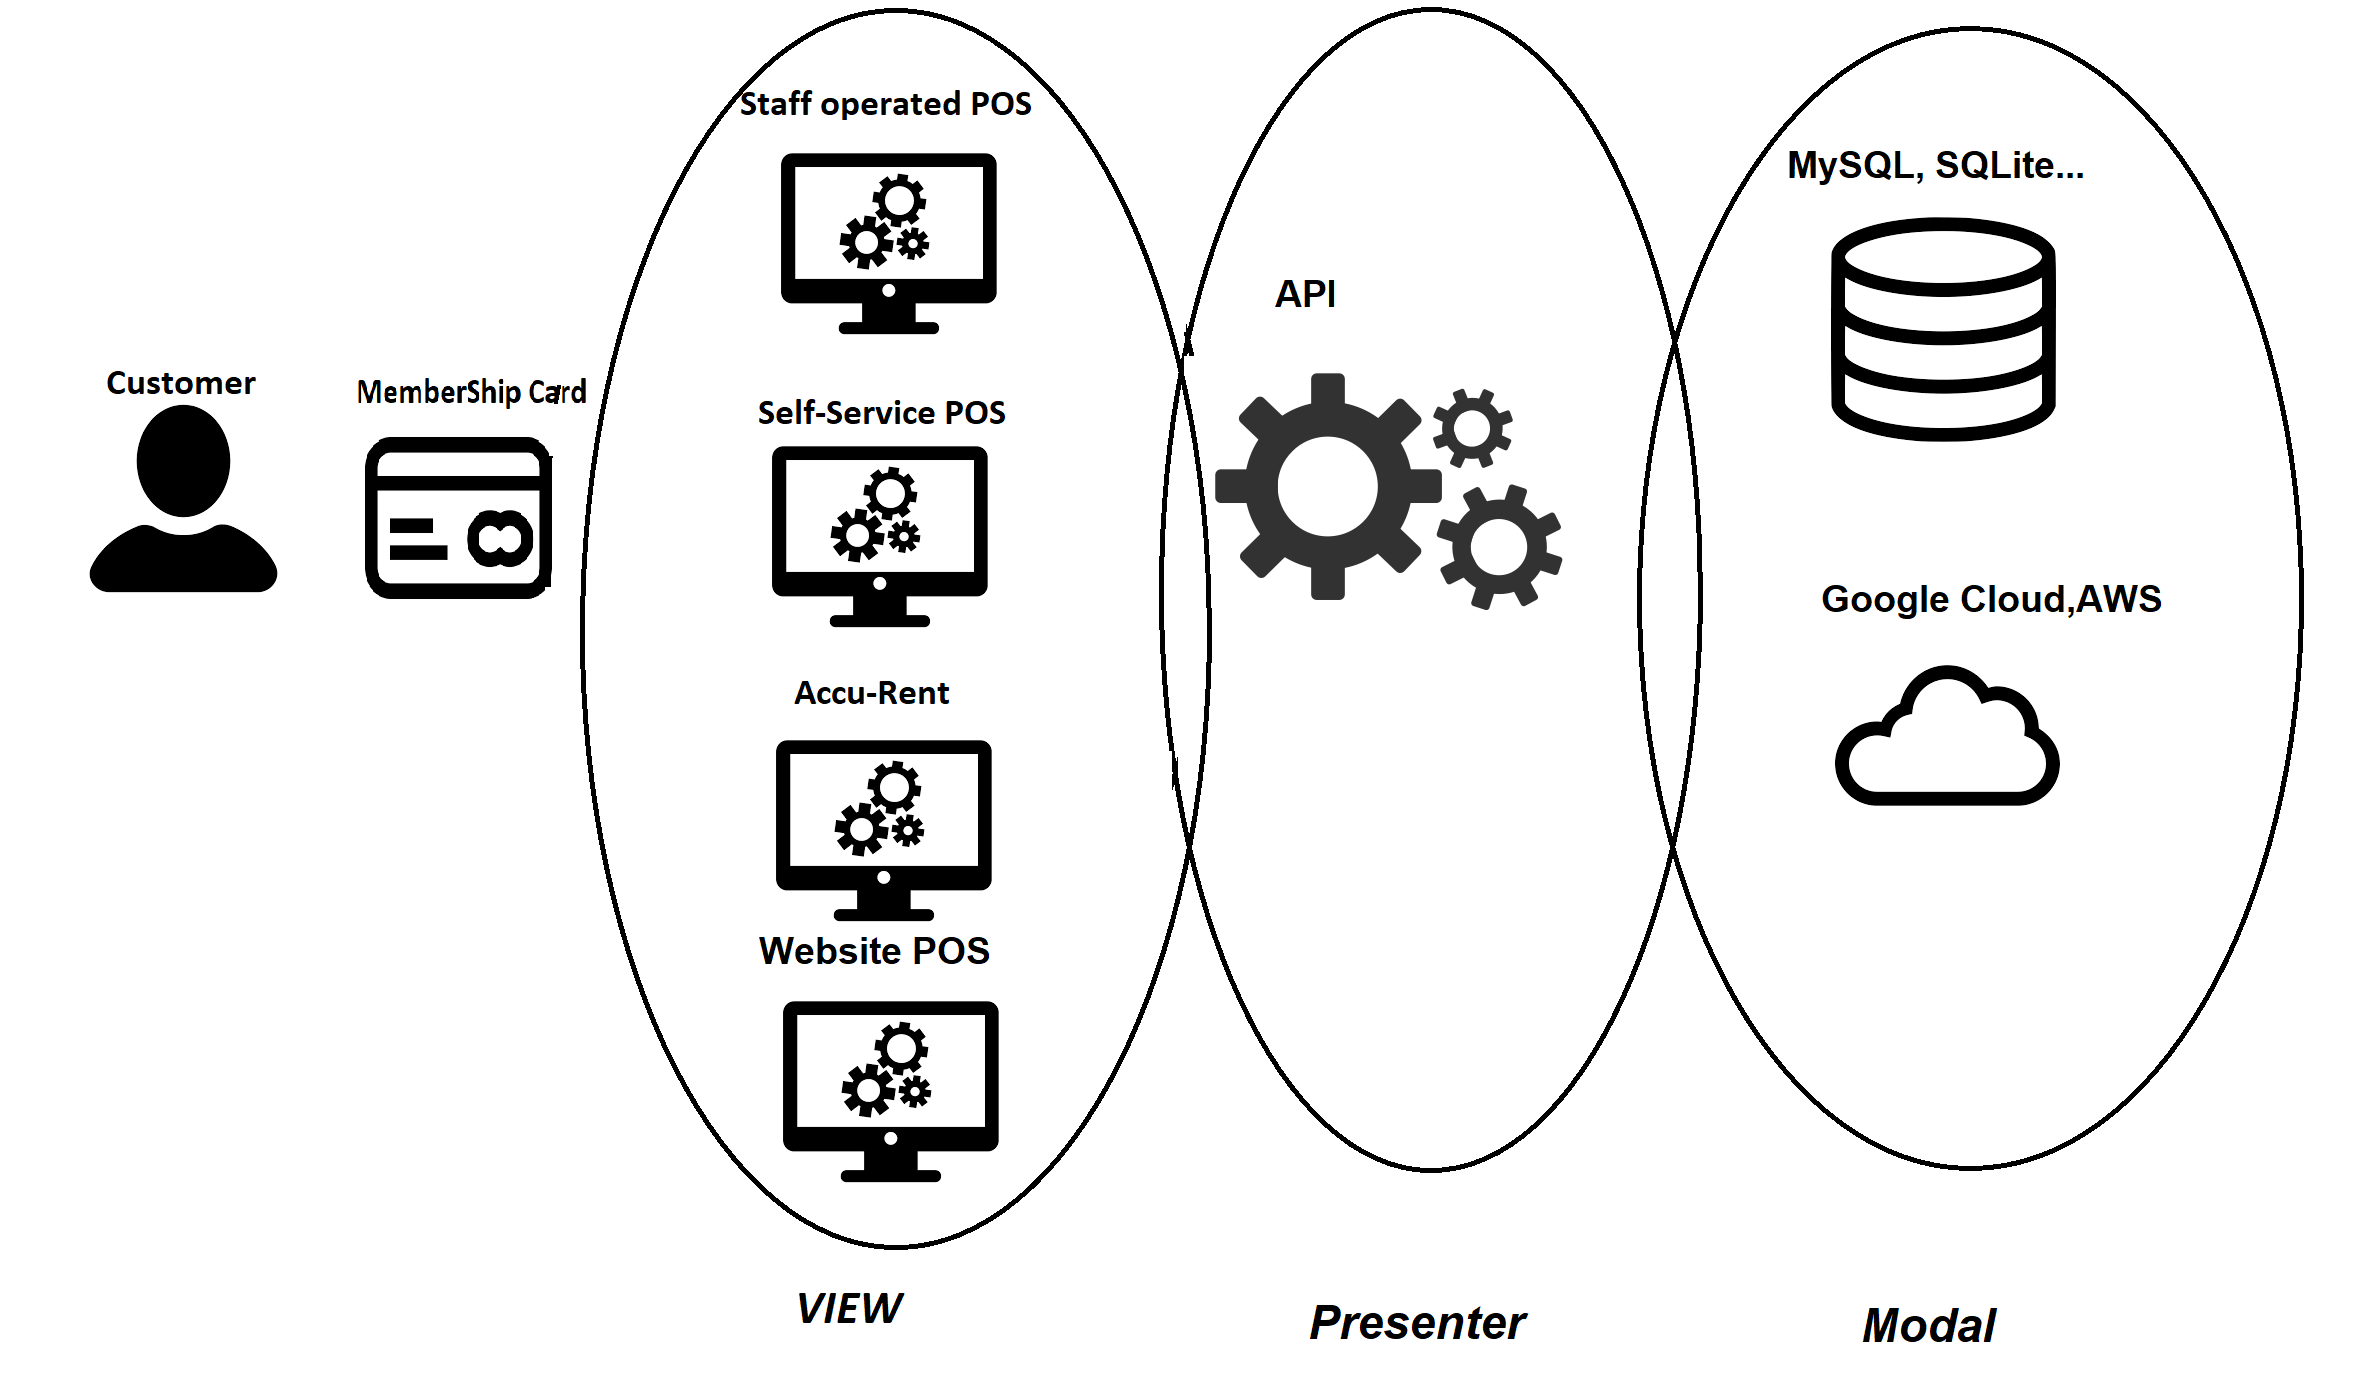 Customer
MemberShip Card
Staff operated POS
Self-Service POS
Accu-Rent
Website POS
VIEW
API
Presenter
MySQL, SQLite...
Google Cloud,AWS
Modal